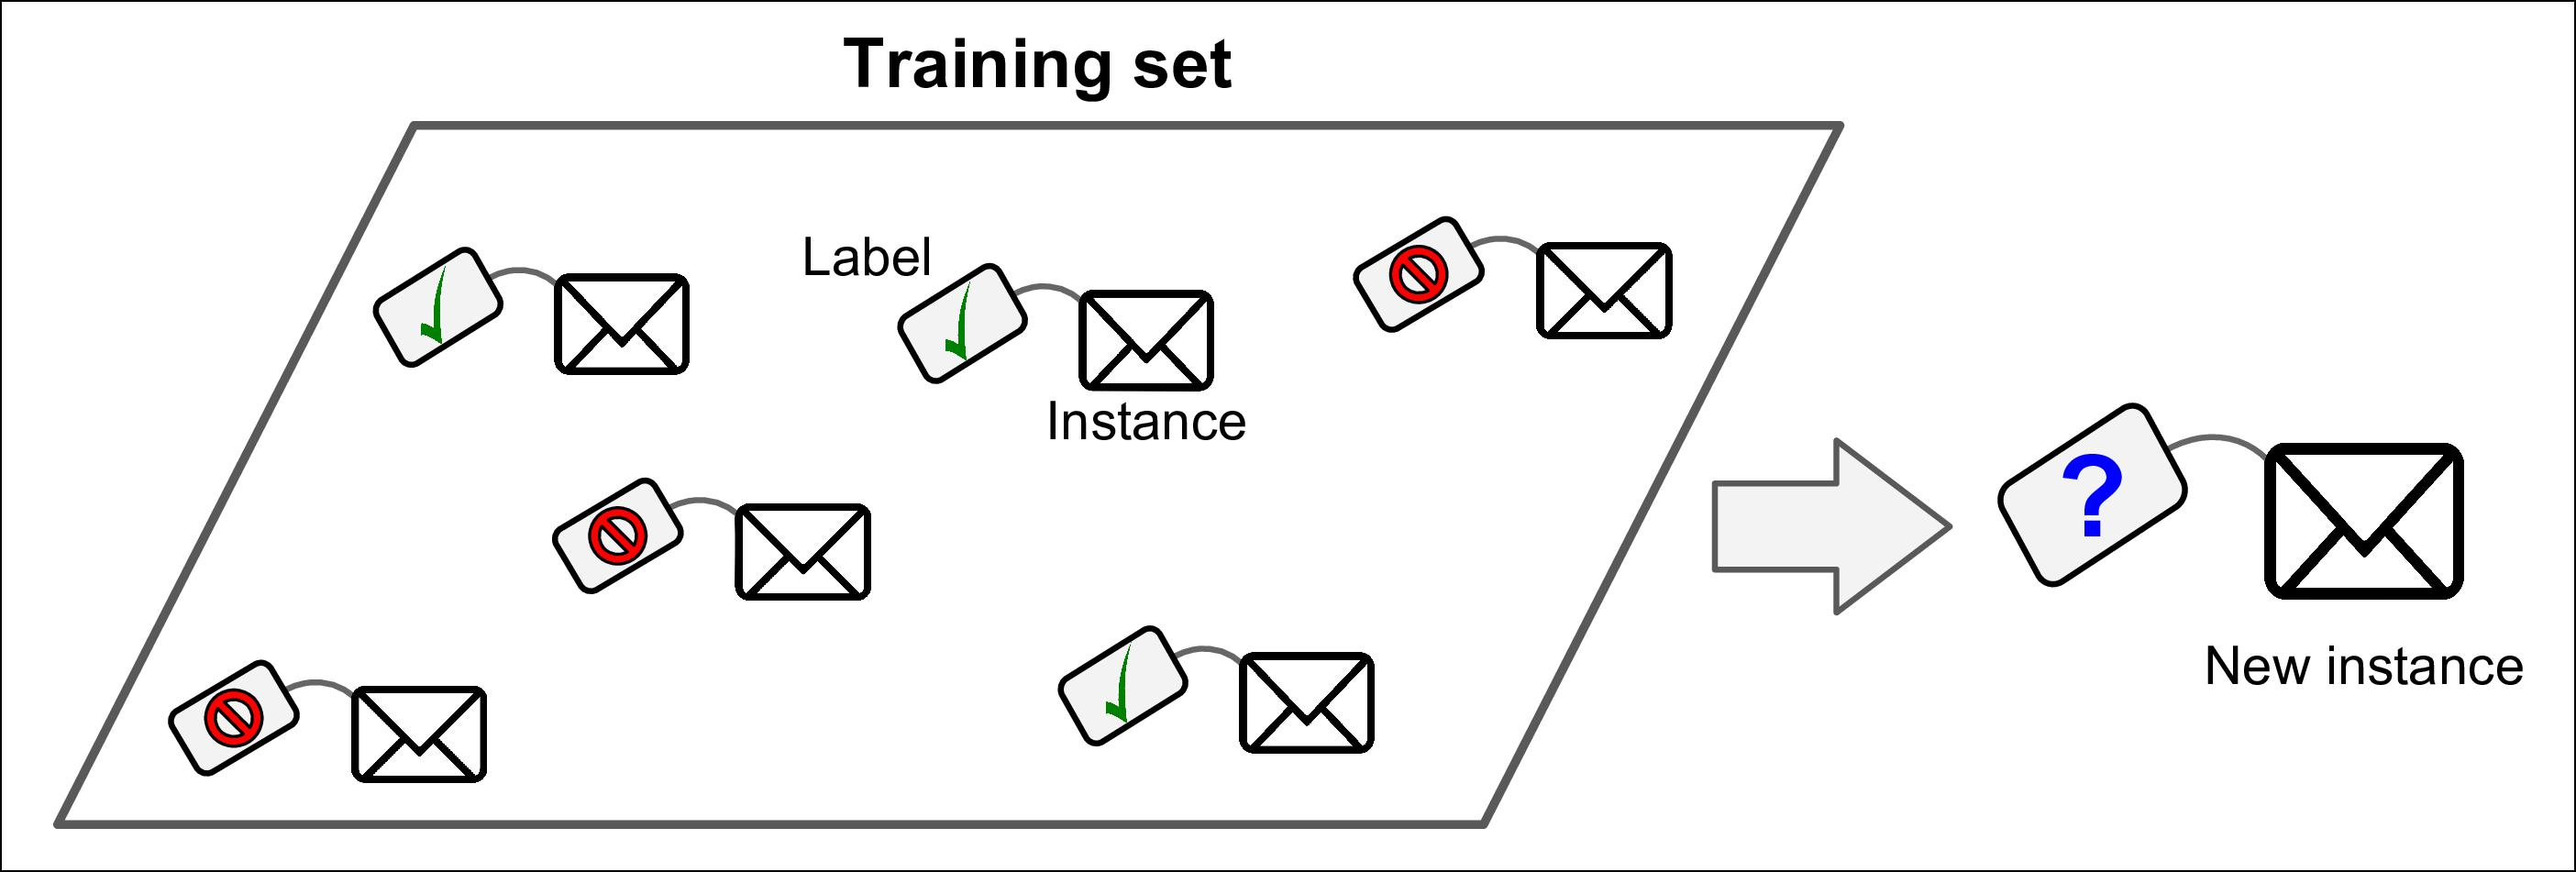 Training set
Label
Instance
?
New instance